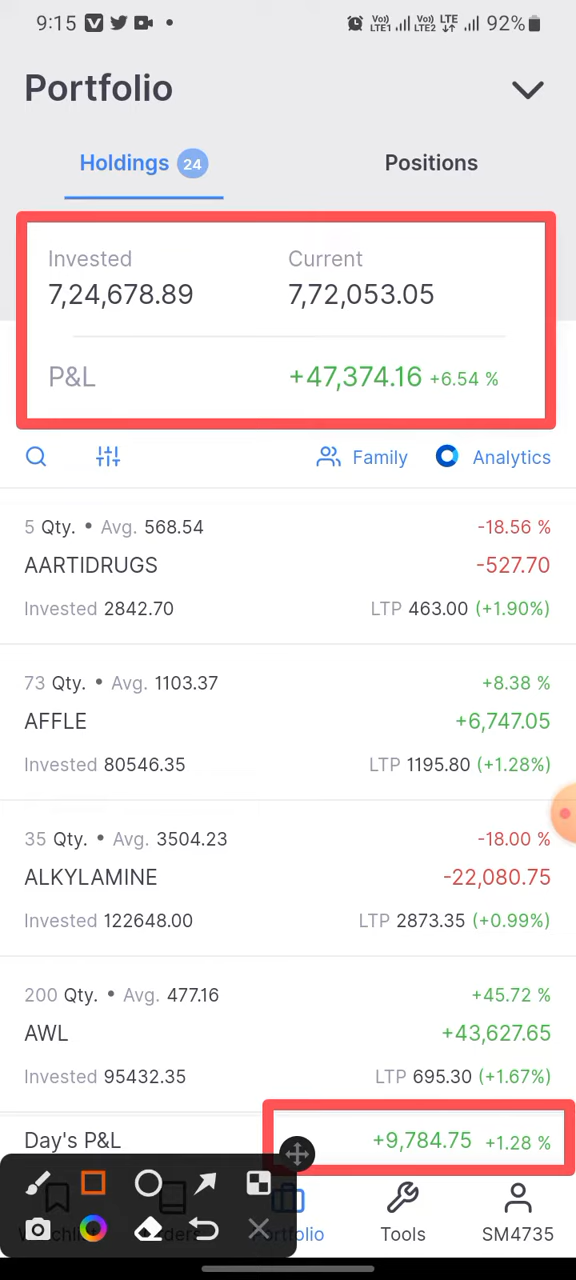 9:15 Vo) LTE1 Vo) LTE2 LTE 92%
Portfolio
Holdings 24 Positions
Invested Current
7,24,678.89 7,72,053.05
P&L +47,374.16 +6.54 %
Family Analytics
5 Qty. • Avg. 568.54 -18.56 %
AARTIDRUGS -527.70
Invested 2842.70 LTP 463.00 (+1.90%)
73 Qty. • Avg. 1103.37 +8.38 %
AFFLE +6,747.05
Invested 80546.35 LTP 1195.80 (+1.28%)
35 Qty. • Avg. 3504.23 -18.00 %
ALKYLAMINE -22,080.75
Invested 122648.00 LTP 2873.35 (+0.99%)
200 Qty. • Avg. 477.16 +45.72 %
AWL +43,627.65
Invested 95432.35 LTP 695.30 (+1.67%)
Day's P&L +9,784.75 +1.28 %
Tools SM4735